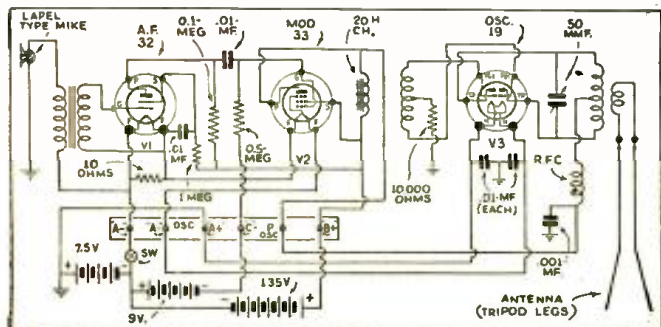 LAPEL
TYPE MIKE
A.F.
32
0.1-
MEG
.01-
MF.
MOD
33
20 H
CH.
OSC.
19
50
MMF.
V1
.01
MF
10
OHMS
1 MEG
0.5-
MEG
V2
10 000
OHMS
V3
.01-MF
(EACH)
R.F.C
.001
MF.
A-
A-
OSC
A+
C-
P
OSC
B+
SW
7.5 V
9V.
135V
ANTENNA
(TRIPOD LEGS)